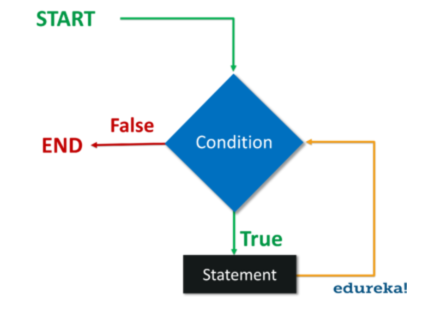 START
False
Condition
END
True
Statement
edureka!